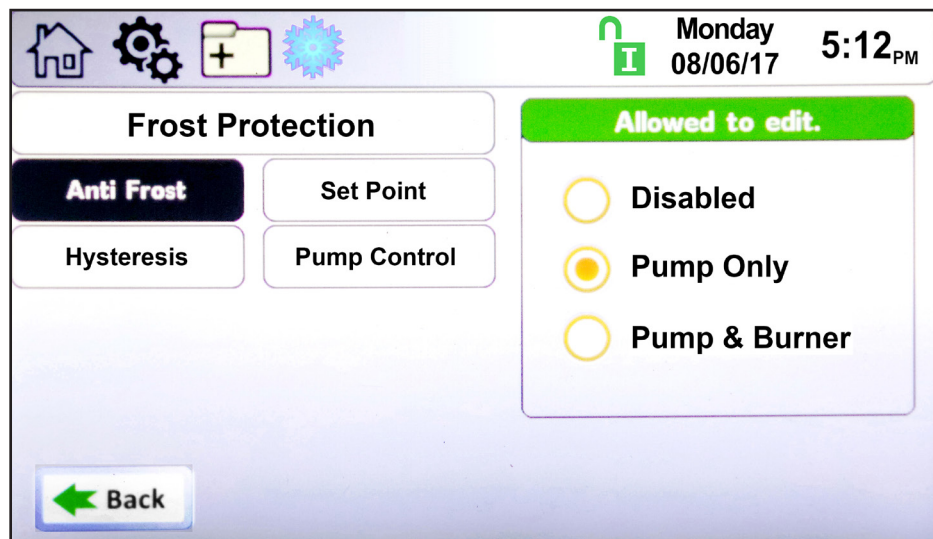 Monday
08/06/17
5:12PM
I
Frost Protection
Allowed to edit.
Anti Frost
Set Point
Hysteresis
Pump Control
Disabled
Pump Only
Pump & Burner
Back